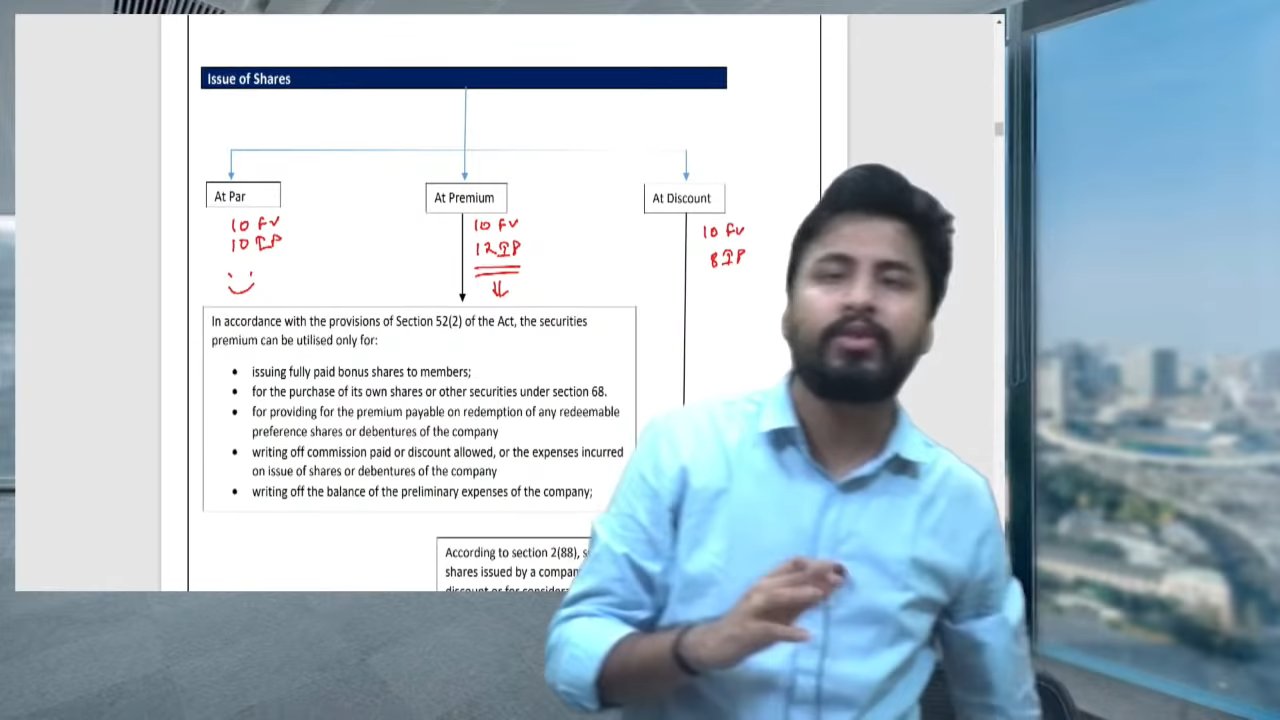 Issue of Shares
At Par
At Premium
At Discount
10 FV
10 IP
10 FV
12 IP
10 FV
8 IP
In accordance with the provisions of Section 52(2) of the Act, the securities
premium can be utilised only for:
• issuing fully paid bonus shares to members;
• for the purchase of its own shares or other securities under section 68.
• for providing for the premium payable on redemption of any redeemable
preference shares or debentures of the company
• writing off commission paid or discount allowed, or the expenses incurred
on issue of shares or debentures of the company
• writing off the balance of the preliminary expenses of the company;
According to section 2(88), s
shares issued by a compan
discount or for